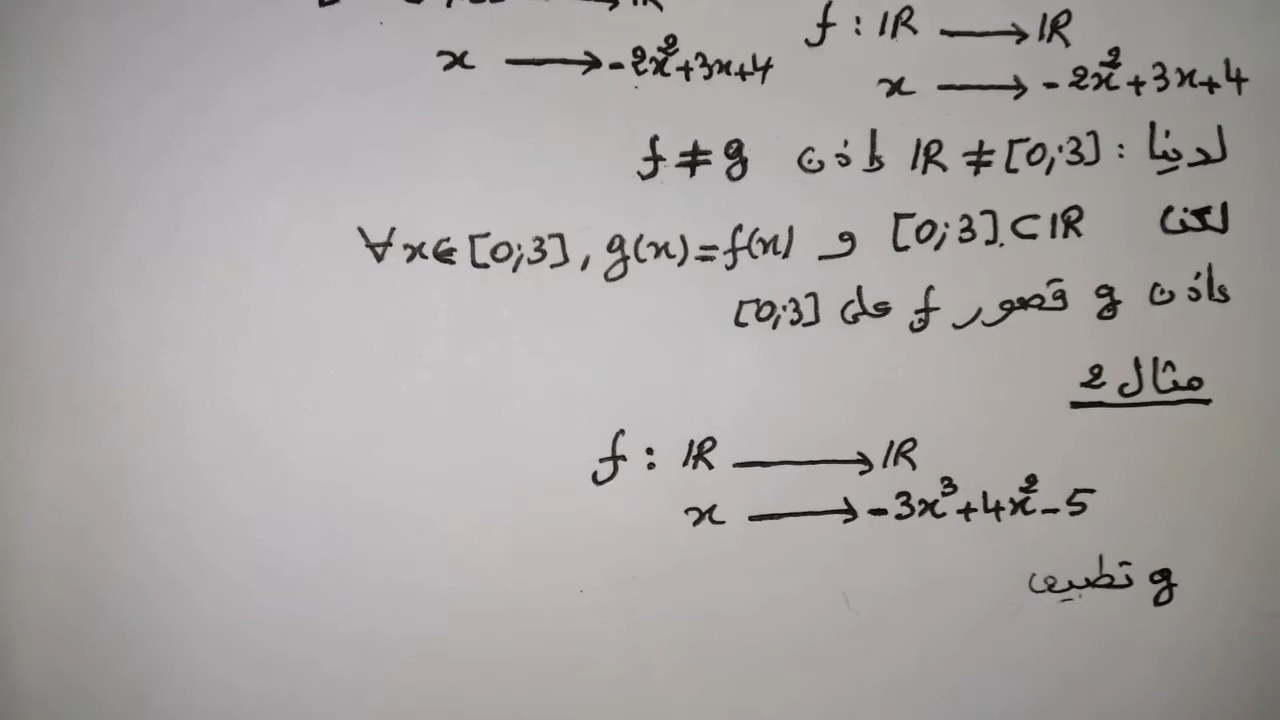 f : IR ⟶ IR
x ⟶ -2x²+3x+4
x ⟶ -2x²+3x+4
لدينا : IR ≠ [0;3] إذن f ≠ g
لكن [0;3] ⊂ IR و ∀x∈[0;3], g(x)=f(x)
إذن g قصور f على [0;3]
مثال 2
f : IR ⟶ IR
x ⟶ -3x³+4x²-5
g تطبيق